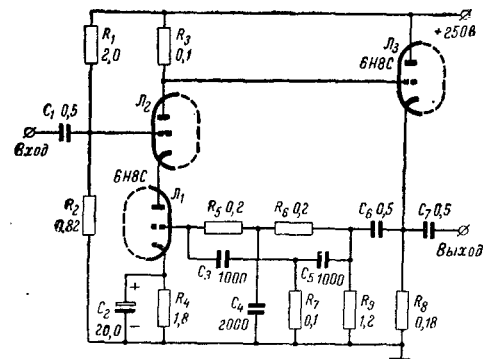 R₁
2,0
R₃
0,1
Л₃
6Н8С
+250в
C₁ 0,5
Л₂
Вход
6Н8С
Л₁
R₂
0,82
R₅ 0,2
R₆ 0,2
C₆ 0,5
C₇ 0,5
Выход
C₃
1000
C₅ 1000
+
C₂
20,0
−
R₄
1,8
C₄
2000
R₇
0,1
R₉
1,2
R₈
0,18